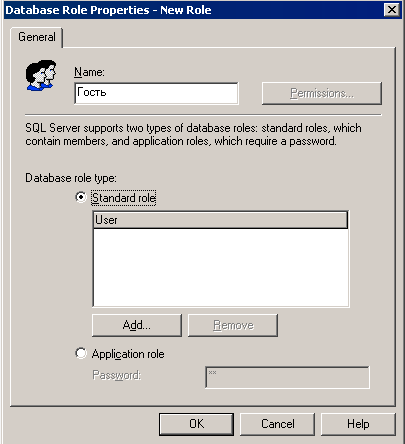 Database Role Properties - New Role
General
Name:
Гость
Permissions...
SQL Server supports two types of database roles: standard roles, which
contain members, and application roles, which require a password.
Database role type:
Standard role
User
Add...
Remove
Application role
Password:
**
OK
Cancel
Help